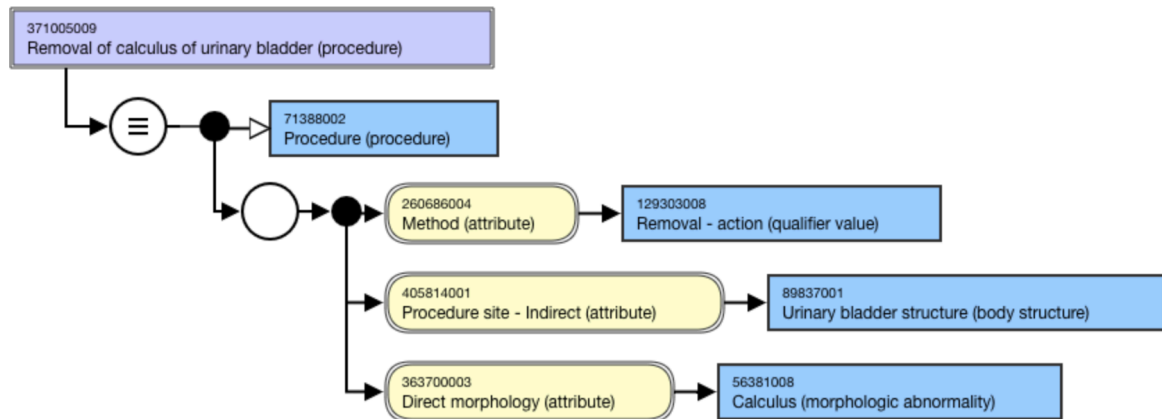 371005009
Removal of calculus of urinary bladder (procedure)
71388002
Procedure (procedure)
260686004
Method (attribute)
129303008
Removal - action (qualifier value)
405814001
Procedure site - Indirect (attribute)
89837001
Urinary bladder structure (body structure)
363700003
Direct morphology (attribute)
56381008
Calculus (morphologic abnormality)